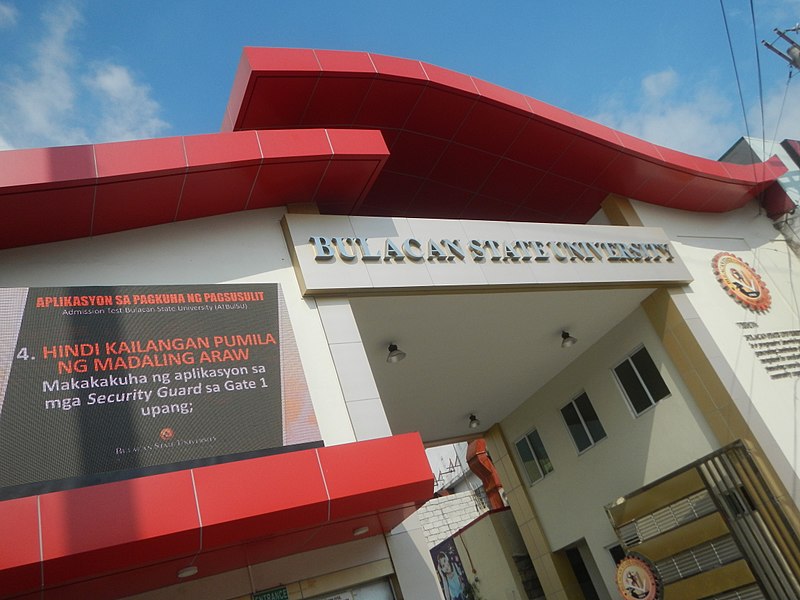 BULACAN STATE UNIVERSITY
APLIKASYON SA PAGKUHA NG PAGSUSULIT
Admission Test Bulacan State University (ATBulSU)
4. HINDI KAILANGAN PUMILA
NG MADALING ARAW
Makakakuha ng aplikasyon sa
mga Security Guard sa Gate 1
upang;
BULACAN STATE UNIVERSITY
ENTRANCE